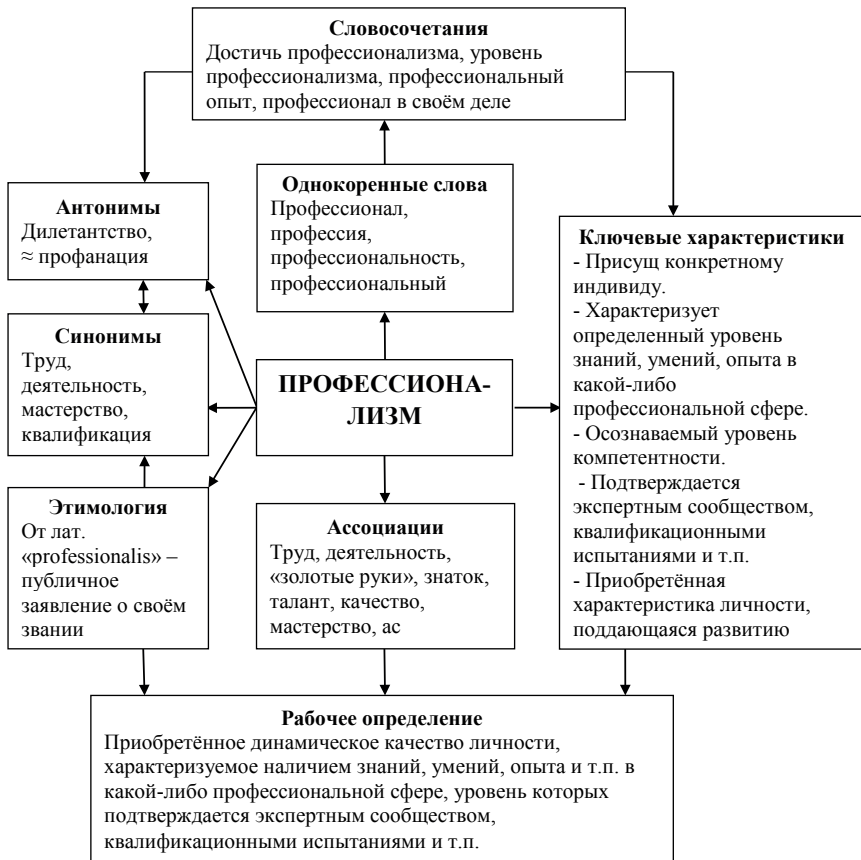 Словосочетания
Достичь профессионализма, уровень
профессионализма, профессиональный
опыт, профессионал в своём деле
Антонимы
Дилетантство,
≈ профанация
Однокоренные слова
Профессионал,
профессия,
профессиональность,
профессиональный
Ключевые характеристики
- Присущ конкретному
индивиду.
- Характеризует
определенный уровень
знаний, умений, опыта в
какой-либо
профессиональной сфере.
- Осознаваемый уровень
компетентности.
- Подтверждается
экспертным сообществом,
квалификационными
испытаниями и т.п.
- Приобретённая
характеристика личности,
поддающаяся развитию
Синонимы
Труд,
деятельность,
мастерство,
квалификация
ПРОФЕССИОНА-
ЛИЗМ
Этимология
От лат.
«professionalis» –
публичное
заявление о своём
звании
Ассоциации
Труд, деятельность,
«золотые руки», знаток,
талант, качество,
мастерство, ас
Рабочее определение
Приобретённое динамическое качество личности,
характеризуемое наличием знаний, умений, опыта и т.п. в
какой-либо профессиональной сфере, уровень которых
подтверждается экспертным сообществом,
квалификационными испытаниями и т.п.